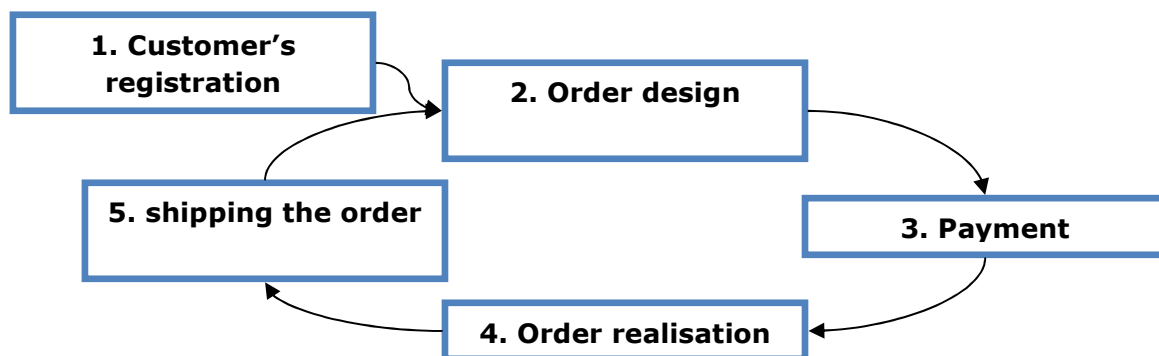 1. Customer’s
registration
2. Order design
5. shipping the order
3. Payment
4. Order realisation